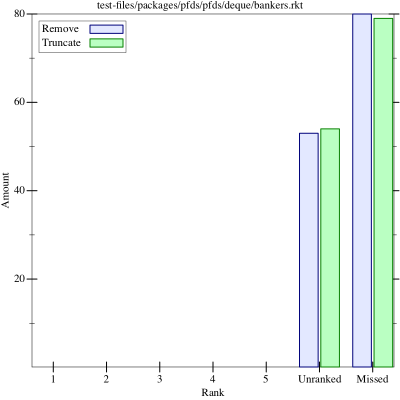 test-files/packages/pfds/pfds/deque/bankers.rkt
80
Remove
Truncate
60
Amount
40
20
1 2 3 4 5 Unranked Missed
Rank